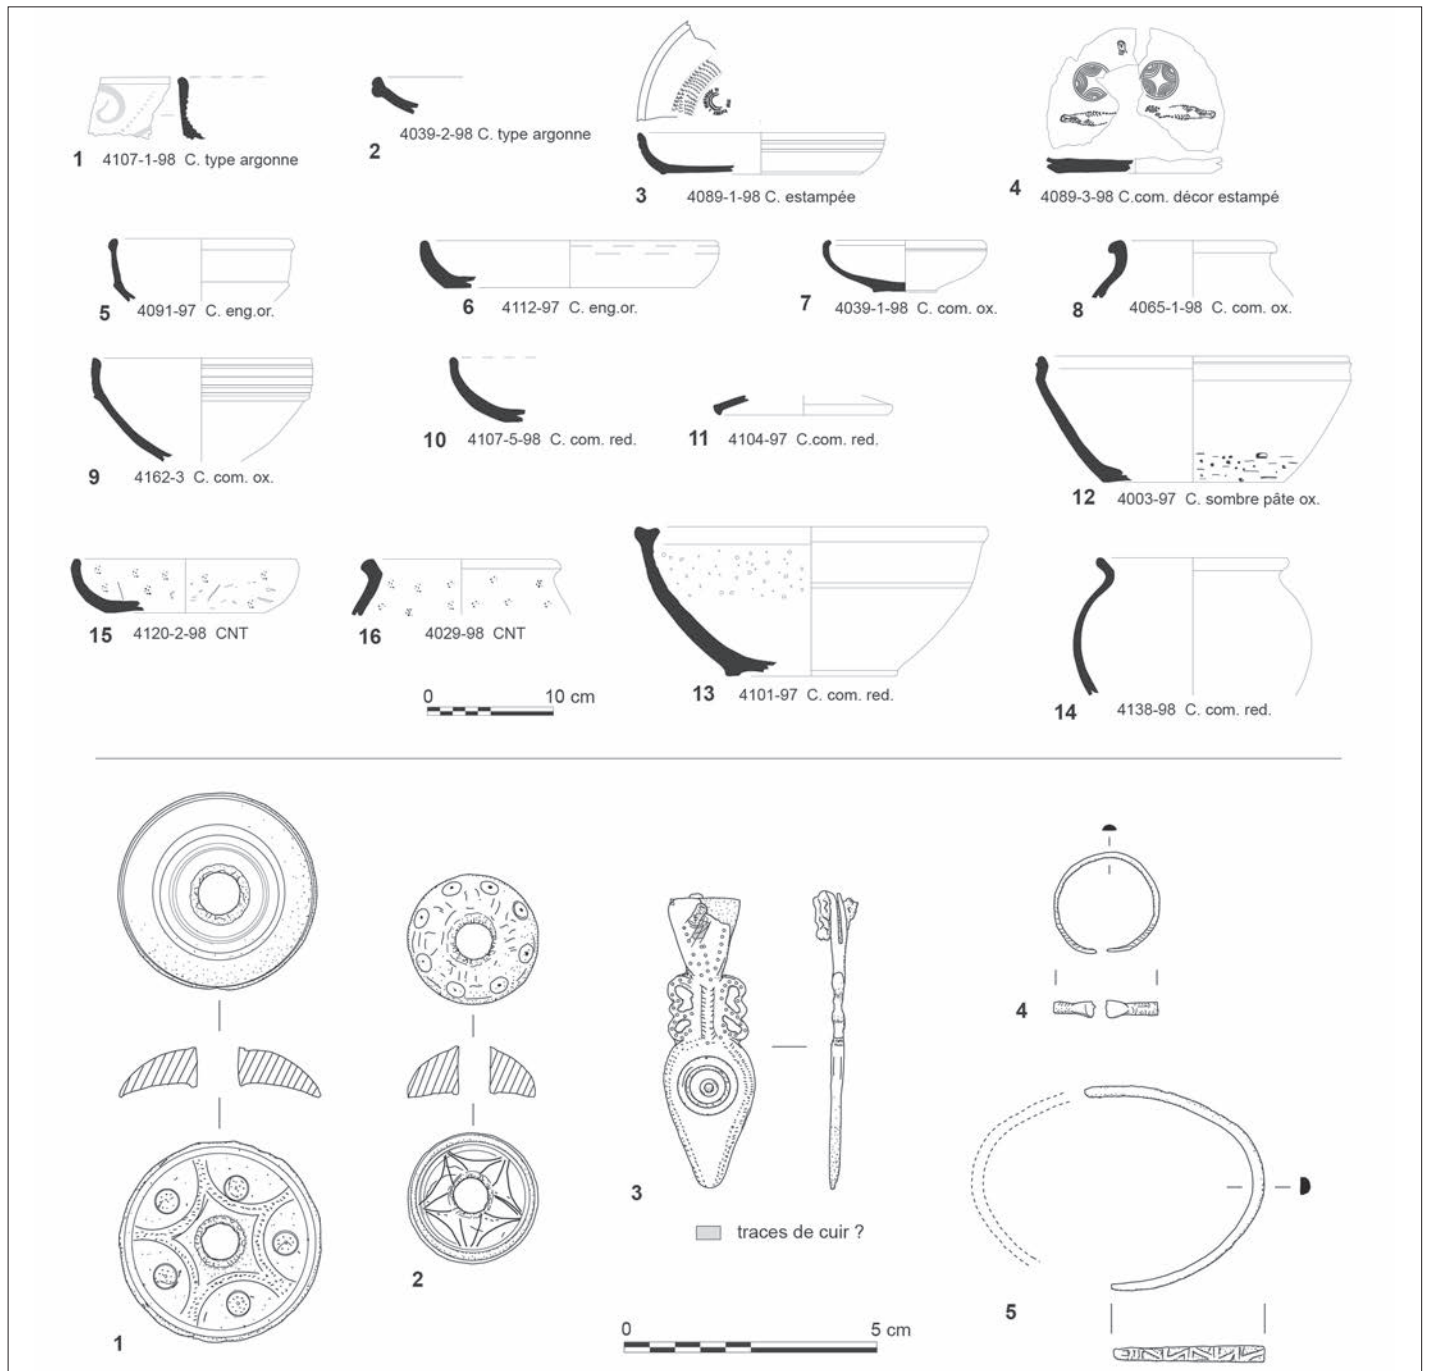 1 4107-1-98 C. type argonne
2 4039-2-98 C. type argonne
3 4089-1-98 C. estampée
4 4089-3-98 C.com. décor estampé
5 4091-97 C. eng.or.
6 4112-97 C. eng.or.
7 4039-1-98 C. com. ox.
8 4065-1-98 C. com. ox.
9 4162-3 C. com. ox.
10 4107-5-98 C. com. red.
11 4104-97 C.com. red.
12 4003-97 C. sombre pâte ox.
15 4120-2-98 CNT
16 4029-98 CNT
13 4101-97 C. com. red.
14 4138-98 C. com. red.
0 10 cm
1
2
3
traces de cuir ?
4
5
0 5 cm